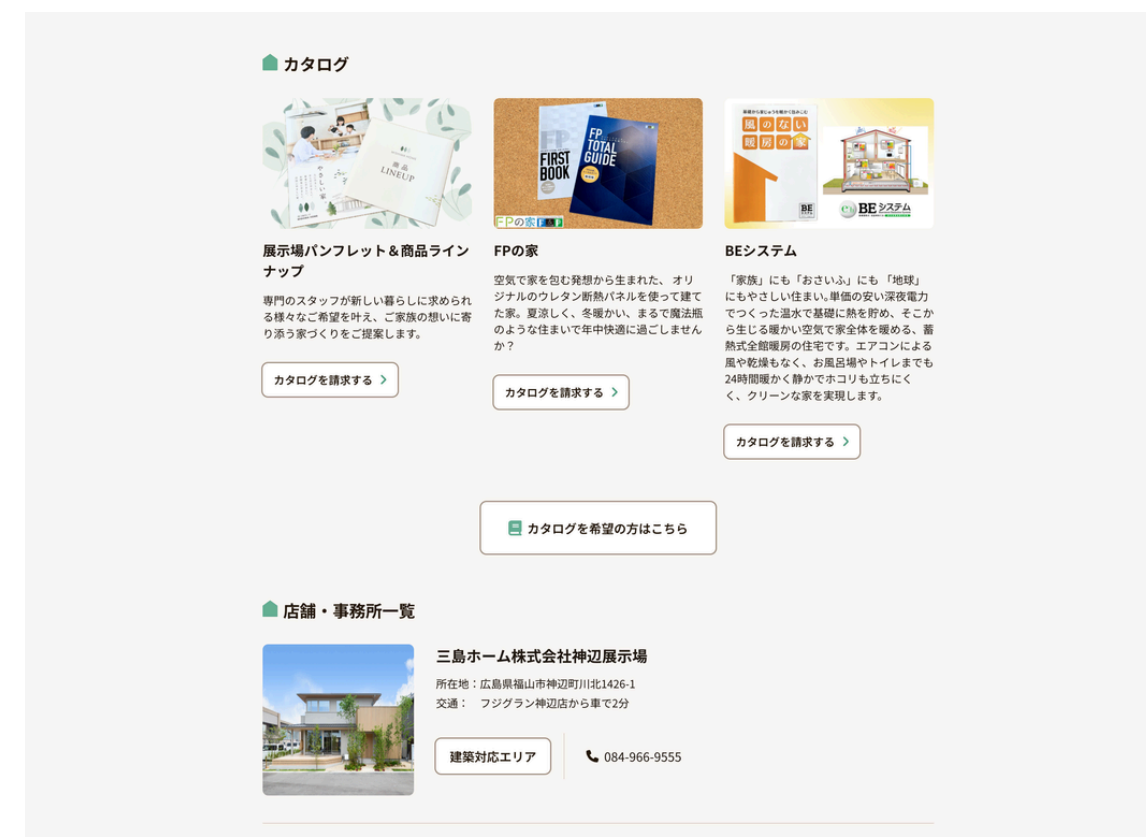 カタログ
やさしい家
商品
LINEUP
展示場パンフレット＆商品ライン
ナップ
専門のスタッフが新しい暮らしに求められ
る様々なご希望を叶え、ご家族の想いに寄
り添う家づくりをご提案します。
カタログを請求する
FP
FIRST
BOOK
FP
TOTAL
GUIDE
FPの家
FPの家
空気で家を包む発想から生まれた、 オリ
ジナルのウレタン断熱パネルを使って建て
た家。夏涼しく、冬暖かい、まるで魔法瓶
のような住まいで年中快適に過ごしません
か？
カタログを請求する
風のない
暖房の家
BE
BEシステム
BEシステム
「家族」にも「おさいふ」にも 「地球」
にもやさしい住まい。単価の安い深夜電力
でつくった温水で基礎に熱を貯め、そこか
ら生じる暖かい空気で家全体を暖める、蓄
熱式全館暖房の住宅です。エアコンによる
風や乾燥もなく、お風呂場やトイレまでも
24時間暖かく静かでホコリも立ちにく
く、クリーンな家を実現します。
カタログを請求する
カタログを希望の方はこちら
店舗・事務所一覧
三島ホーム株式会社神辺展示場
所在地：広島県福山市神辺町川北1426-1
交通： フジグラン神辺店から車で2分
建築対応エリア
084-966-9555